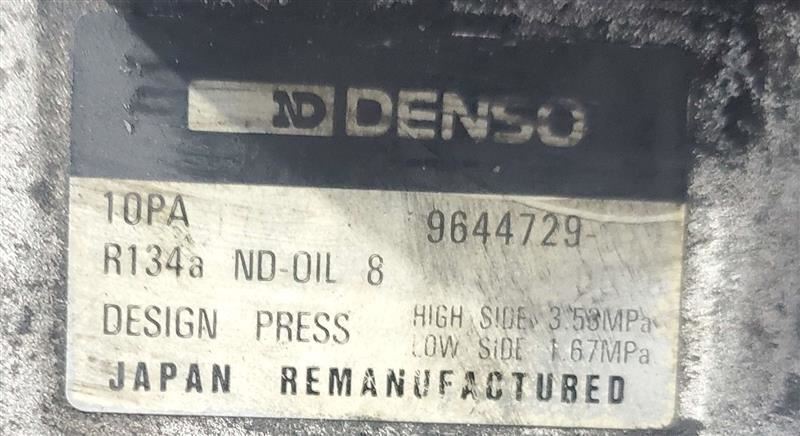 ND DENSO
10PA 9644729-
R134a ND-OIL 8
DESIGN PRESS HIGH SIDE 3.53MPa
LOW SIDE 1.67MPa
JAPAN REMANUFACTURED